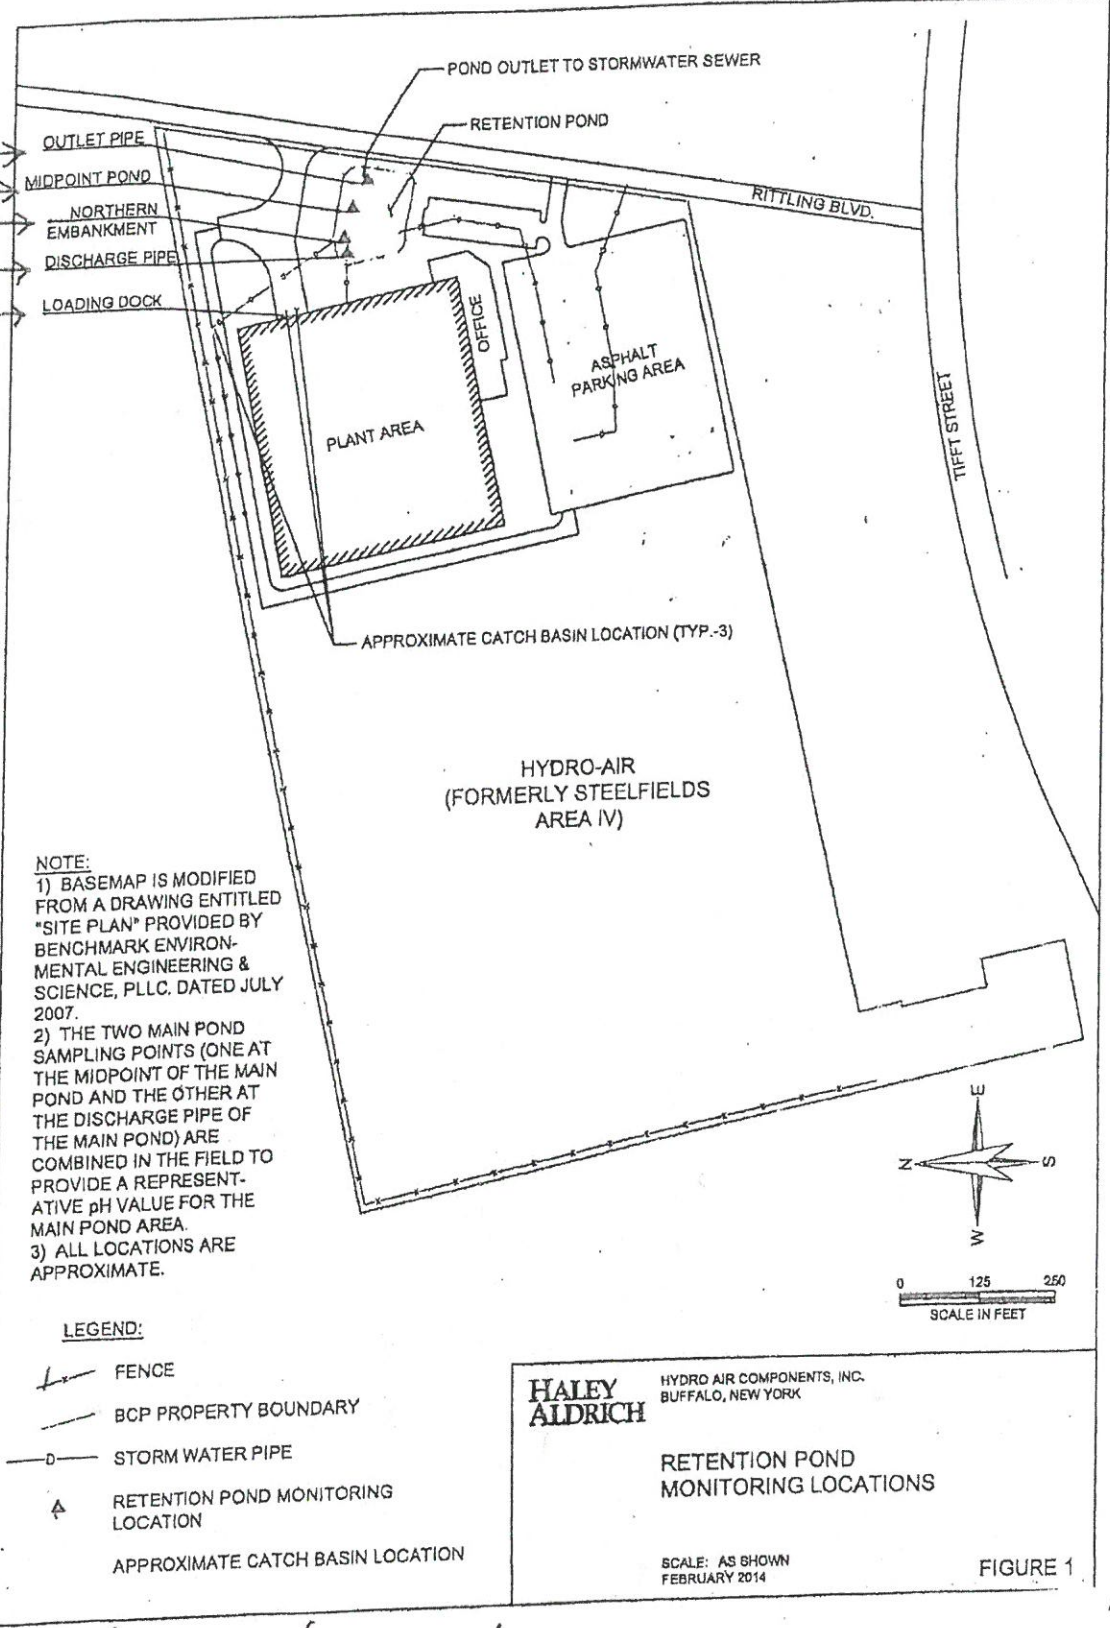 POND OUTLET TO STORMWATER SEWER
RETENTION POND
OUTLET PIPE
MIDPOINT POND
NORTHERN
EMBANKMENT
DISCHARGE PIPE
LOADING DOCK
RITTLING BLVD.
OFFICE
ASPHALT
PARKING AREA
TIFFT STREET
PLANT AREA
APPROXIMATE CATCH BASIN LOCATION (TYP.-3)
HYDRO-AIR
(FORMERLY STEELFIELDS
AREA IV)
NOTE:
1) BASEMAP IS MODIFIED
FROM A DRAWING ENTITLED
"SITE PLAN" PROVIDED BY
BENCHMARK ENVIRON-
MENTAL ENGINEERING &
SCIENCE, PLLC. DATED JULY
2007.
2) THE TWO MAIN POND
SAMPLING POINTS (ONE AT
THE MIDPOINT OF THE MAIN
POND AND THE OTHER AT
THE DISCHARGE PIPE OF
THE MAIN POND) ARE
COMBINED IN THE FIELD TO
PROVIDE A REPRESENT-
ATIVE pH VALUE FOR THE
MAIN POND AREA.
3) ALL LOCATIONS ARE
APPROXIMATE.
E
N
S
W
0 125 250
SCALE IN FEET
LEGEND:
FENCE
BCP PROPERTY BOUNDARY
D
STORM WATER PIPE
RETENTION POND MONITORING
LOCATION
APPROXIMATE CATCH BASIN LOCATION
HALEY
ALDRICH
HYDRO AIR COMPONENTS, INC.
BUFFALO, NEW YORK
RETENTION POND
MONITORING LOCATIONS
SCALE: AS SHOWN
FEBRUARY 2014
FIGURE 1